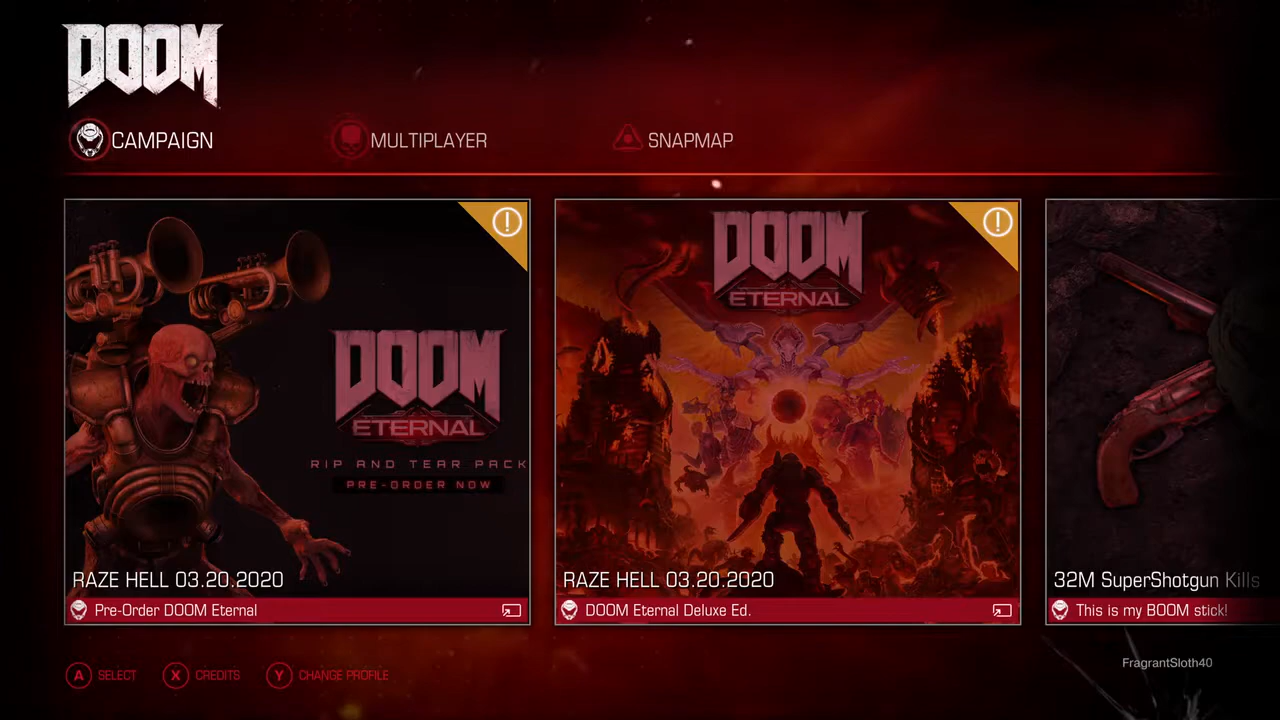 DOOM
CAMPAIGN
MULTIPLAYER
SNAPMAP
DOOM
ETERNAL
RIP AND TEAR PACK
PRE-ORDER NOW
RAZE HELL 03.20.2020
Pre-Order DOOM Eternal
DOOM
ETERNAL
RAZE HELL 03.20.2020
DOOM Eternal Deluxe Ed.
32M SuperShotgun Kills
This is my BOOM stick!
A SELECT
X CREDITS
Y CHANGE PROFILE
FragrantSloth40